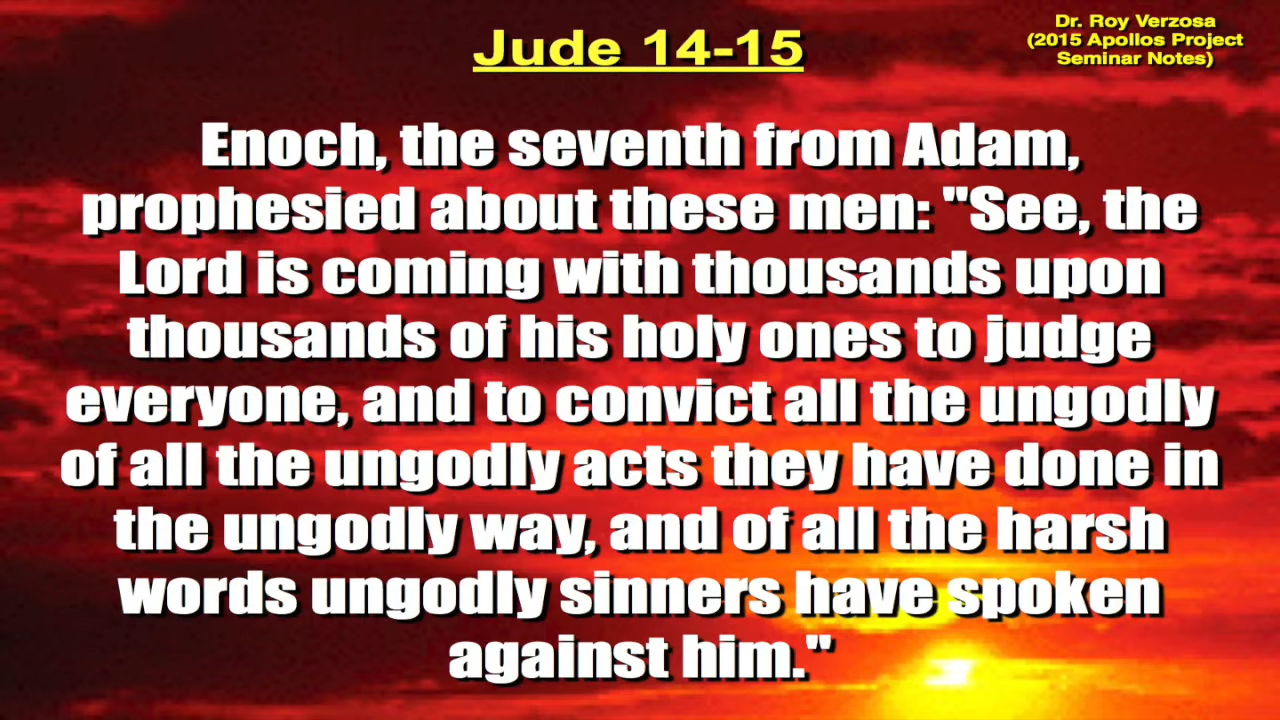 Jude 14-15
Dr. Roy Verzosa
(2015 Apollos Project
Seminar Notes)
Enoch, the seventh from Adam,
prophesied about these men: "See, the
Lord is coming with thousands upon
thousands of his holy ones to judge
everyone, and to convict all the ungodly
of all the ungodly acts they have done in
the ungodly way, and of all the harsh
words ungodly sinners have spoken
against him."